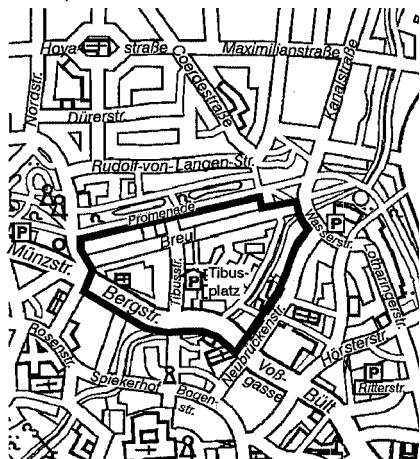 Hoya straße
Maximilianstraße
Coerdestraße
Kanalstraße
Nordstr.
Dürerstr.
Rudolf-von-Langen-Str.
Promenade
Breul
P
Wasserstr.
P
Münzstr.
Tibusstr.
P
Tibus-
platz
Lotharingerstr.
Bergstr.
Rosenstr.
Neubrückenstr.
Hörsterstr.
Spiekerhof
Bogen-
str.
Voß-
gasse
Bült
P
Ritterstr.
7